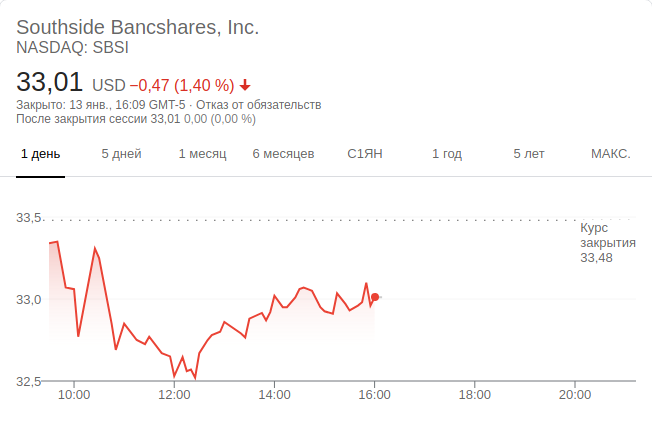 Southside Bancshares, Inc.
NASDAQ: SBSI
33,01 USD −0,47 (1,40 %)
Закрыто: 13 янв., 16:09 GMT-5 · Отказ от обязательств
После закрытия сессии 33,01 0,00 (0,00 %)
1 день 5 дней 1 месяц 6 месяцев С1ЯН 1 год 5 лет МАКС.
33,5
Курс
закрытия
33,48
33,0
32,5
10:00 12:00 14:00 16:00 18:00 20:00